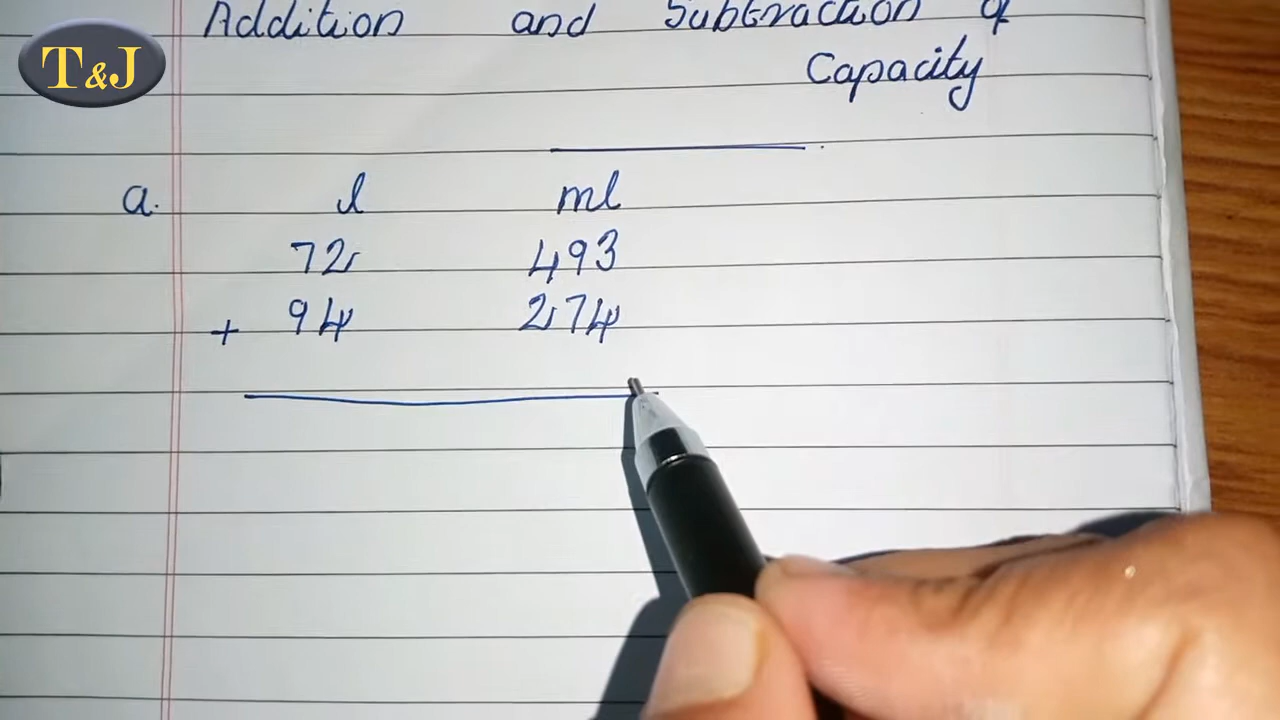 T&J
Addition and Subtraction of
Capacity
a. l ml
72 493
+ 94 274